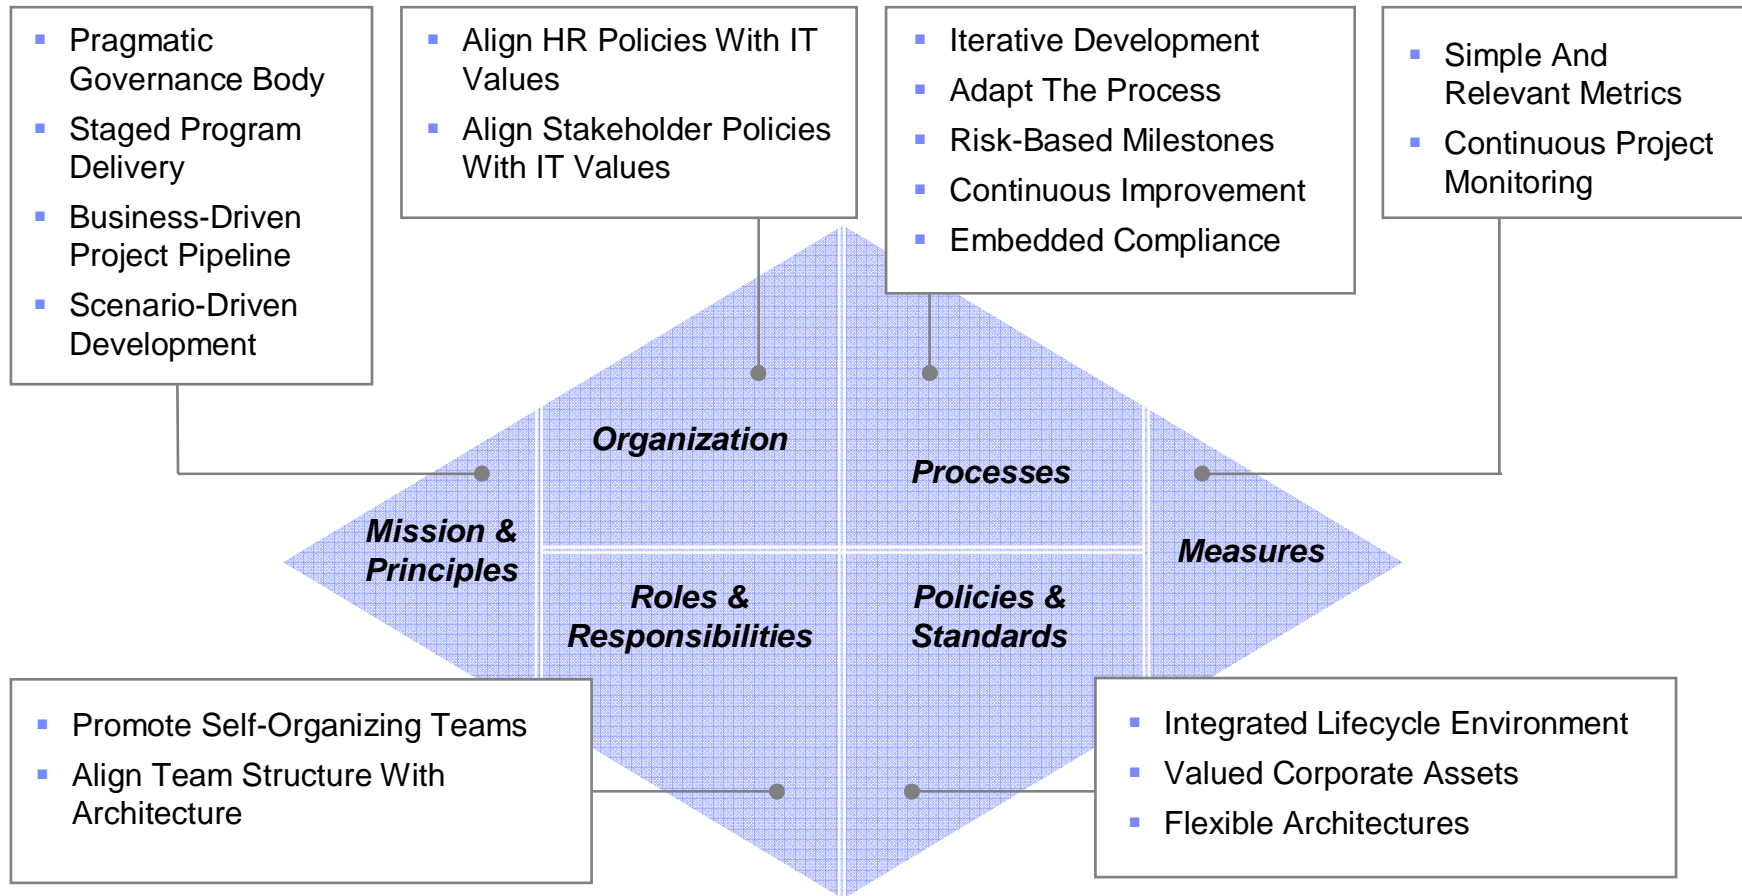 Pragmatic
Governance Body
Staged Program
Delivery
Business-Driven
Project Pipeline
Scenario-Driven
Development
Align HR Policies With IT
Values
Align Stakeholder Policies
With IT Values
Iterative Development
Adapt The Process
Risk-Based Milestones
Continuous Improvement
Embedded Compliance
Simple And
Relevant Metrics
Continuous Project
Monitoring
Organization
Processes
Mission &
Principles
Measures
Roles &
Responsibilities
Policies &
Standards
Promote Self-Organizing Teams
Align Team Structure With
Architecture
Integrated Lifecycle Environment
Valued Corporate Assets
Flexible Architectures